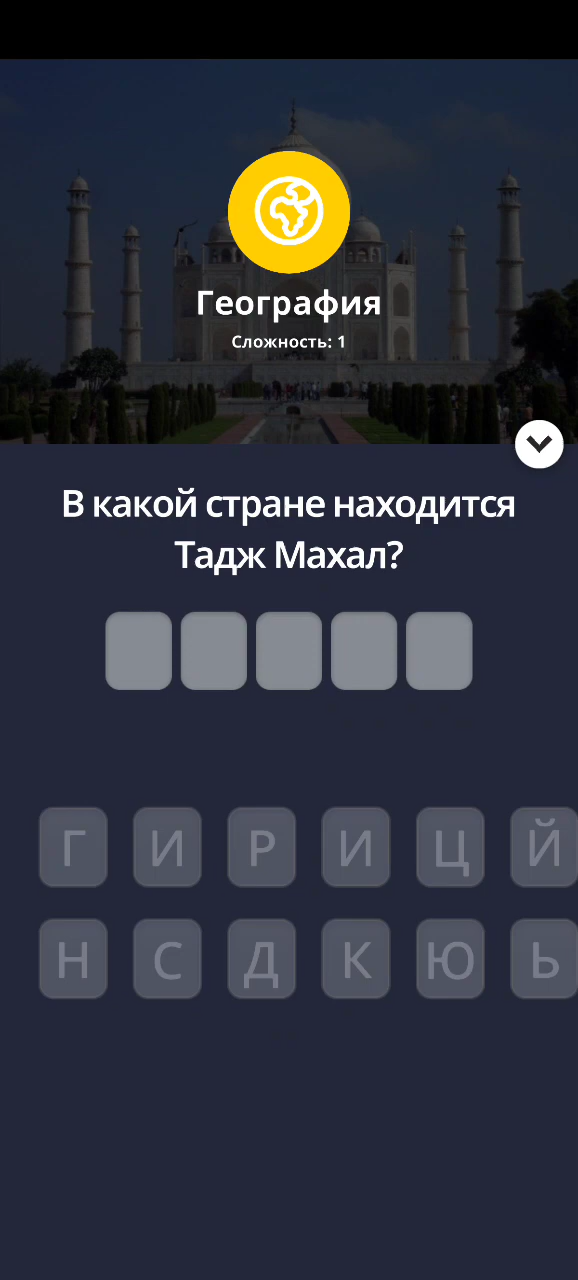 География
Сложность: 1
В какой стране находится
Тадж Махал?
Г И Р И Ц Й
Н С Д К Ю Ь